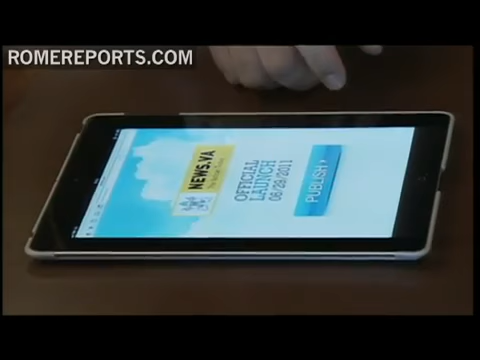 ROMEREPORTS.COM
NEWS.VA
OFFICIAL
LAUNCH
06/29/2011
PUBLISH